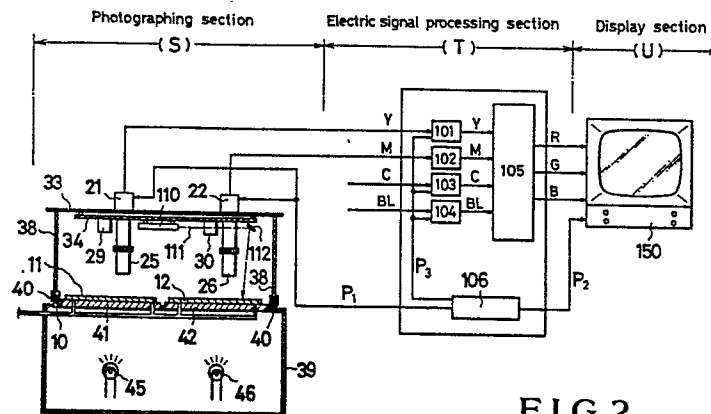 Photographing section
Electric signal processing section
Display section
(S)
(T)
(U)
Y
101
Y
M
102
M
C
103
C
BL
104
BL
105
R
G
B
150
21
110
22
33
34
38
29
111
30
112
25
26
38
11
12
40
40
10
41
42
39
45
46
P1
P3
106
P2
FIG.2